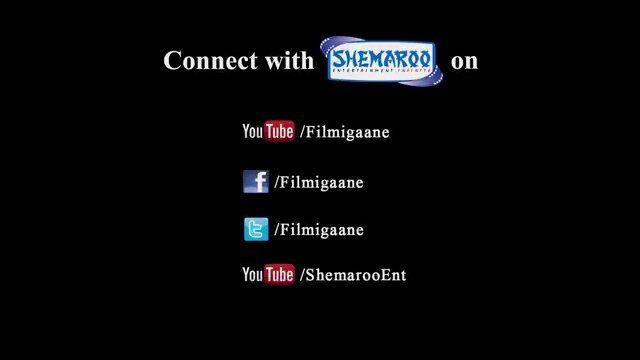 Connect with SHEMAROO on
ENTERTAINMENT INFINITE
YouTube /Filmigaane
f /Filmigaane
t /Filmigaane
YouTube /ShemarooEnt